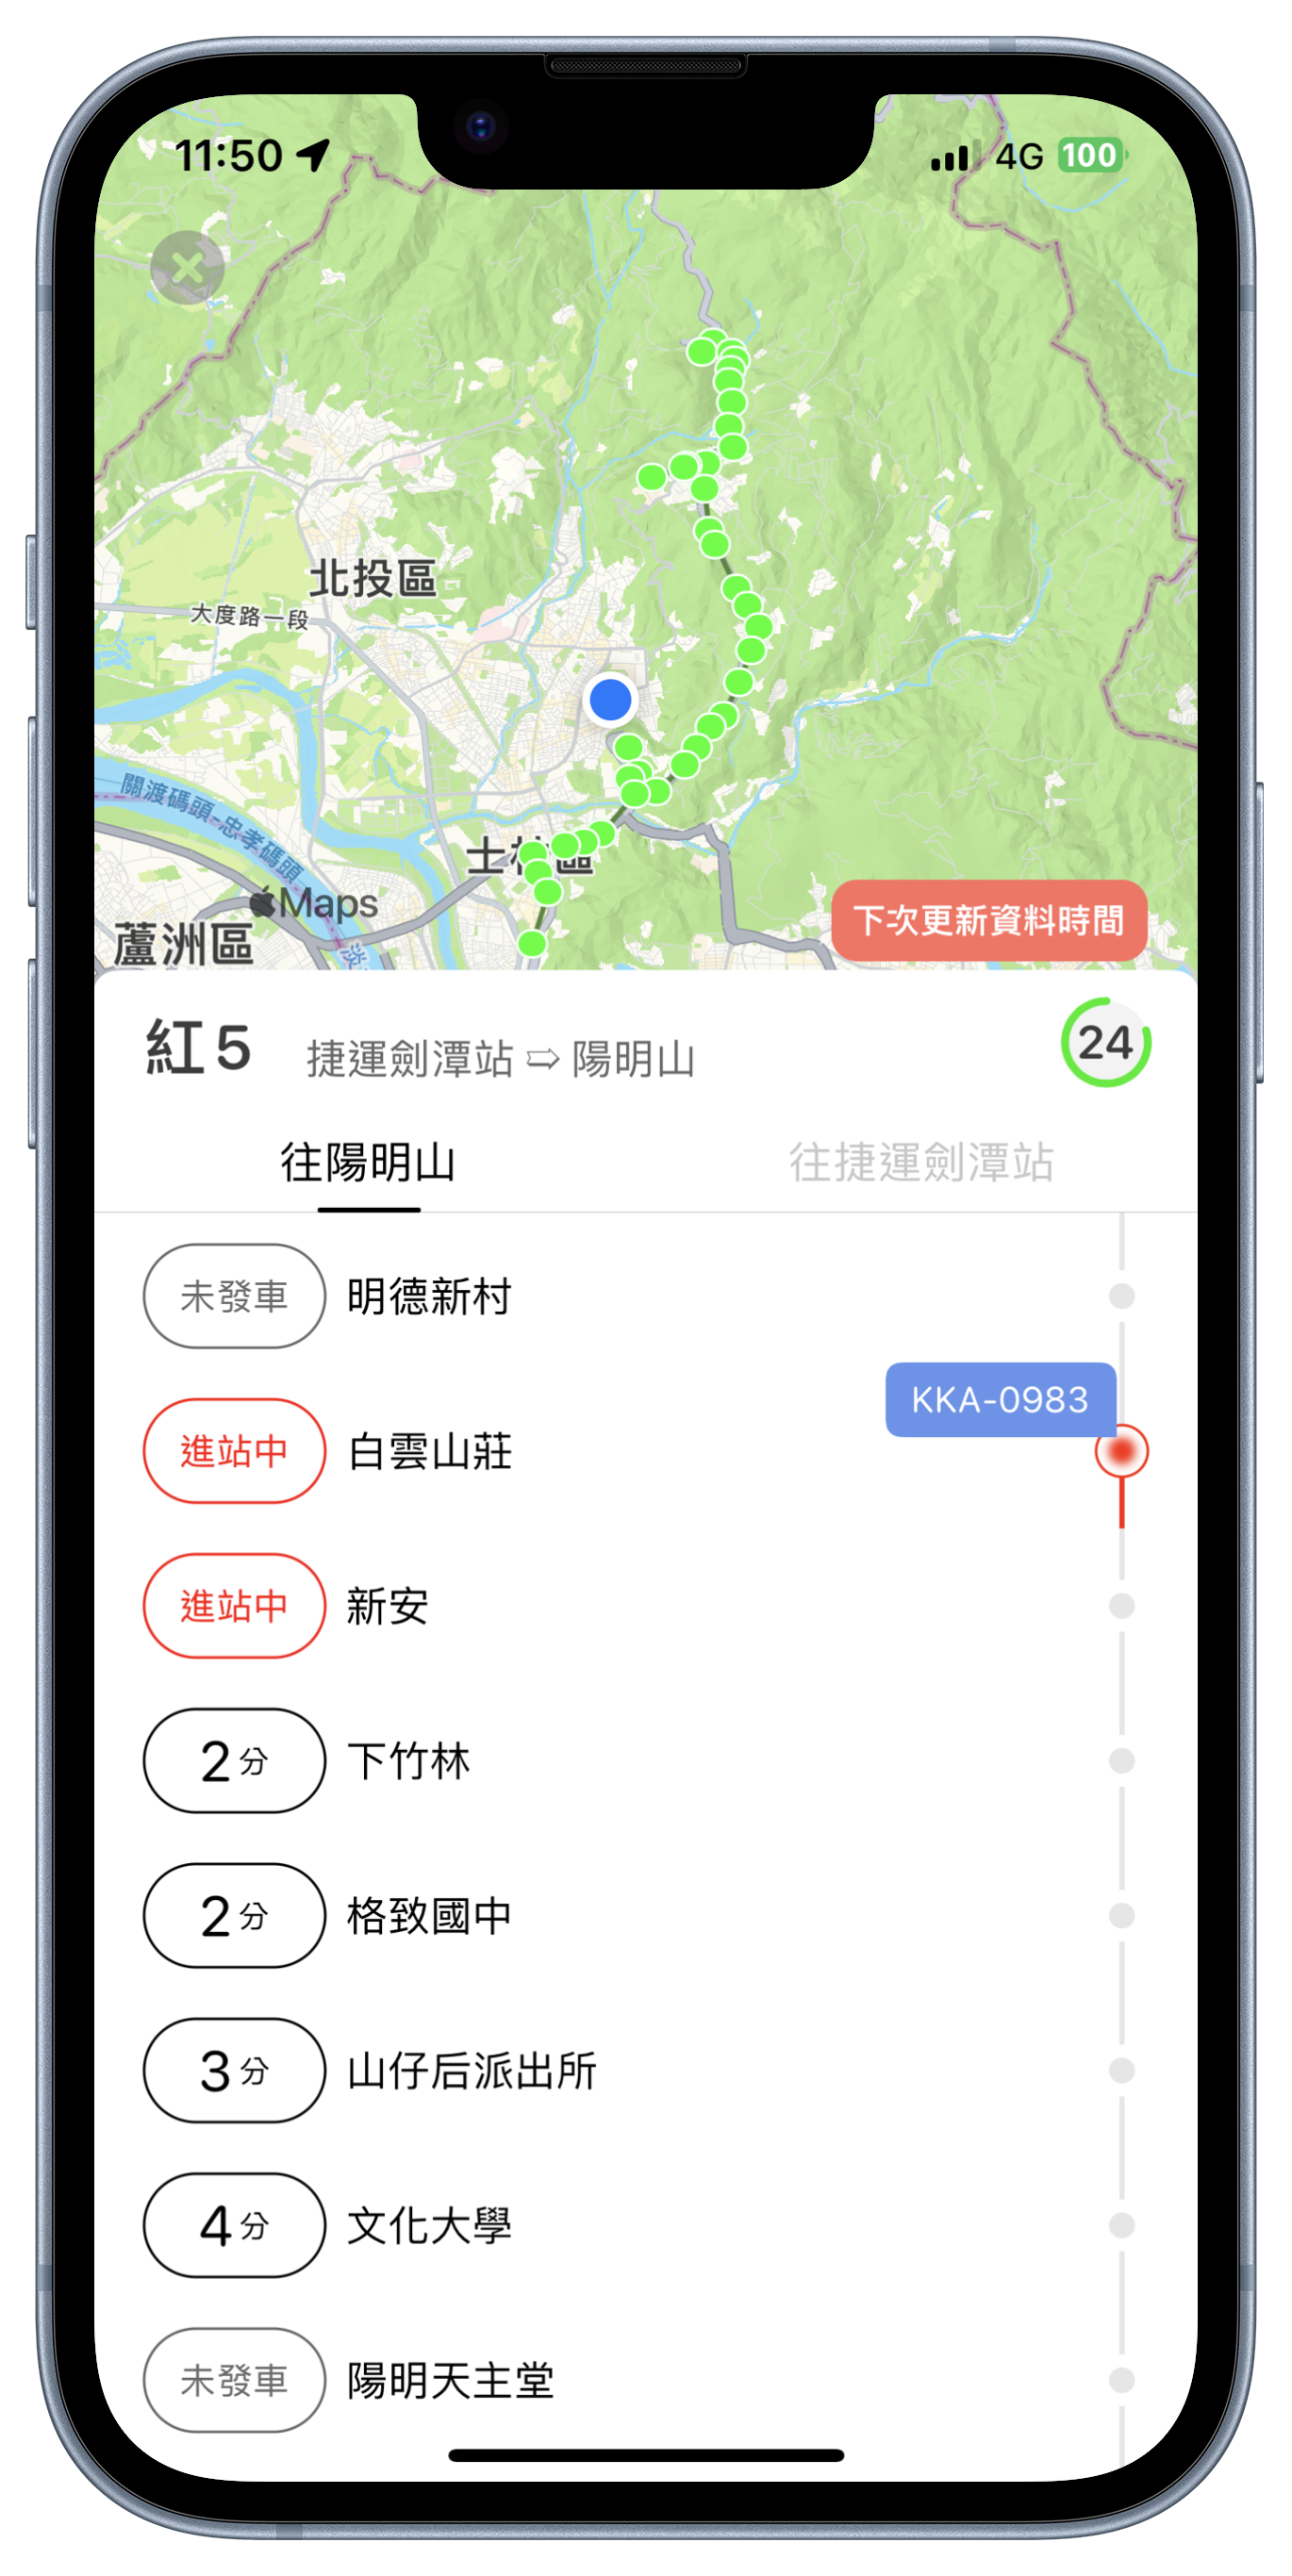 11:50
4G 100
北投區
大度路一段
關渡碼頭-忠孝碼頭
士林區
Maps
蘆洲區
淡
下次更新資料時間
紅5 捷運劍潭站 ⇨ 陽明山 24
往陽明山 往捷運劍潭站
未發車 明德新村
KKA-0983
進站中 白雲山莊
進站中 新安
2分 下竹林
2分 格致國中
3分 山仔后派出所
4分 文化大學
未發車 陽明天主堂